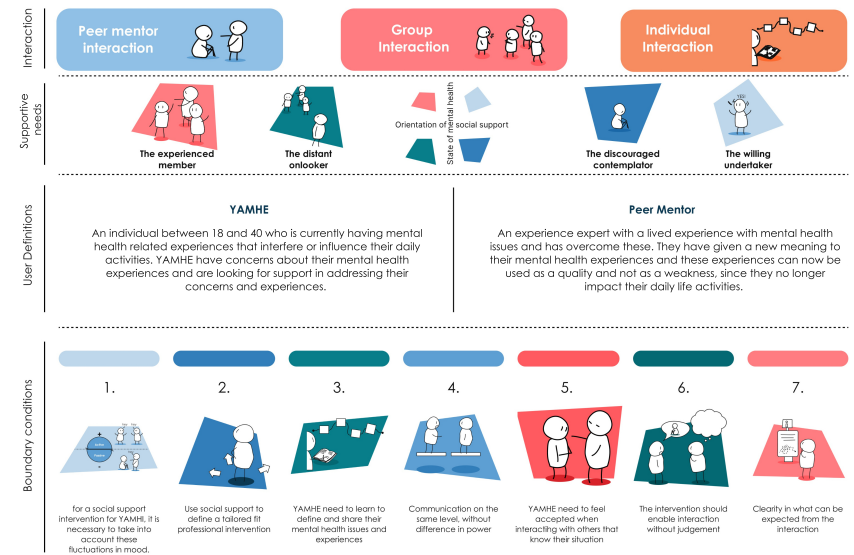 Interaction
Peer mentor
interaction
Group
Interaction
Individual
Interaction
Supportive
needs
The experienced
member
The distant
onlooker
State of mental health
Orientation of social support
The discouraged
contemplator
YES!
The willing
undertaker
User Definitions
YAMHE
An individual between 18 and 40 who is currently having mental
health related experiences that interfere or influence their daily
activities. YAMHE have concerns about their mental health
experiences and are looking for support in addressing their
concerns and experiences.
Peer Mentor
An experience expert with a lived experience with mental health
issues and has overcome these. They have given a new meaning to
their mental health experiences and these experiences can now be
used as a quality and not as a weakness, since they no longer
impact their daily life activities.
Boundary conditions
1.
2.
3.
4.
5.
6.
7.
for a social support
intervention for YAMHI, it is
necessary to take into
account these
fluctuations in mood.
Use social support to
define a tailored fit
professional intervention
YAMHE need to learn to
define and share their
mental health issues and
experiences
Communication on the
same level, without
difference in power
YAMHE need to feel
accepted when
interacting with others that
know their situation
The intervention should
enable interaction
without judgement
Clearity in what can be
expected from the
interaction